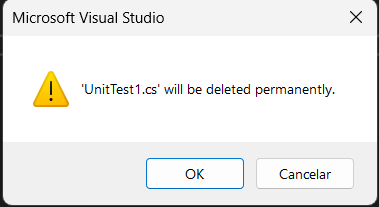 Microsoft Visual Studio
'UnitTest1.cs' will be deleted permanently.
OK
Cancelar